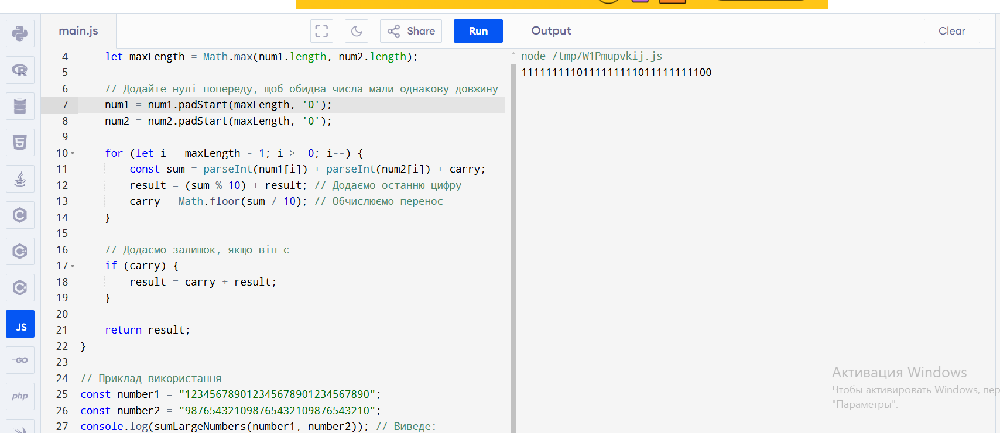 main.js
Share
Run
4 let maxLength = Math.max(num1.length, num2.length);
5
6 // Додайте нулі попереду, щоб обидва числа мали однакову довжину
7 num1 = num1.padStart(maxLength, '0');
8 num2 = num2.padStart(maxLength, '0');
9
10 for (let i = maxLength - 1; i >= 0; i--) {
11 const sum = parseInt(num1[i]) + parseInt(num2[i]) + carry;
12 result = (sum % 10) + result; // Додаємо останню цифру
13 carry = Math.floor(sum / 10); // Обчислюємо перенос
14 }
15
16 // Додаємо залишок, якщо він є
17 if (carry) {
18 result = carry + result;
19 }
20
21 return result;
22 }
23
24 // Приклад використання
25 const number1 = "123456789012345678901234567890";
26 const number2 = "987654321098765432109876543210";
27 console.log(sumLargeNumbers(number1, number2)); // Виведе:
Output
Clear
node /tmp/W1Pmupvkij.js
1111111110111111111011111111100
R
5
C
C
C
JS
GO
php
Активация Windows
Чтобы активировать Windows, пер
"Параметры".